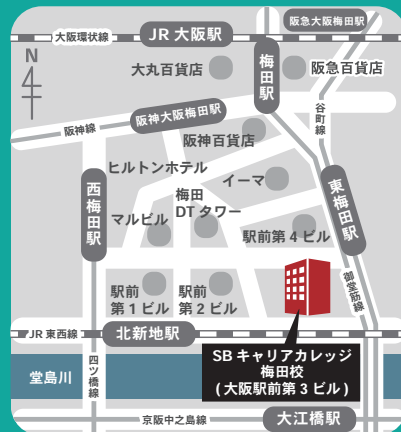 大阪環状線
JR 大阪駅
阪急大阪梅田駅
N
大丸百貨店
梅田駅
阪急百貨店
谷町線
阪神線
阪神大阪梅田駅
阪神百貨店
ヒルトンホテル
イーマ
西梅田駅
梅田
DT タワー
マルビル
駅前第 4 ビル
東梅田駅
駅前
第 1 ビル
駅前
第 2 ビル
御堂筋線
JR 東西線
北新地駅
SB キャリアカレッジ
梅田校
( 大阪駅前第 3 ビル )
堂島川
四ツ橋線
京阪中之島線
大江橋駅